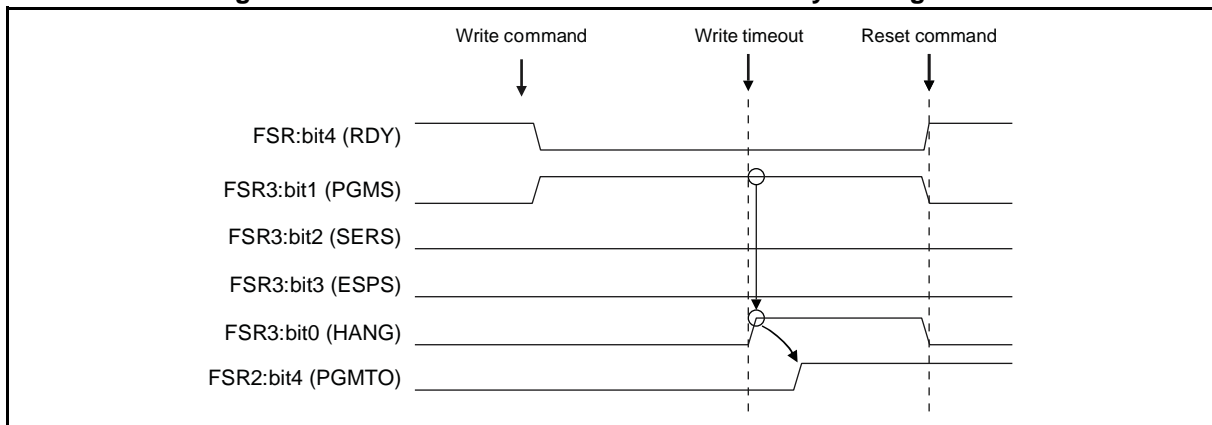 Write command Write timeout Reset command
FSR:bit4 (RDY)
FSR3:bit1 (PGMS)
FSR3:bit2 (SERS)
FSR3:bit3 (ESPS)
FSR3:bit0 (HANG)
FSR2:bit4 (PGMTO)